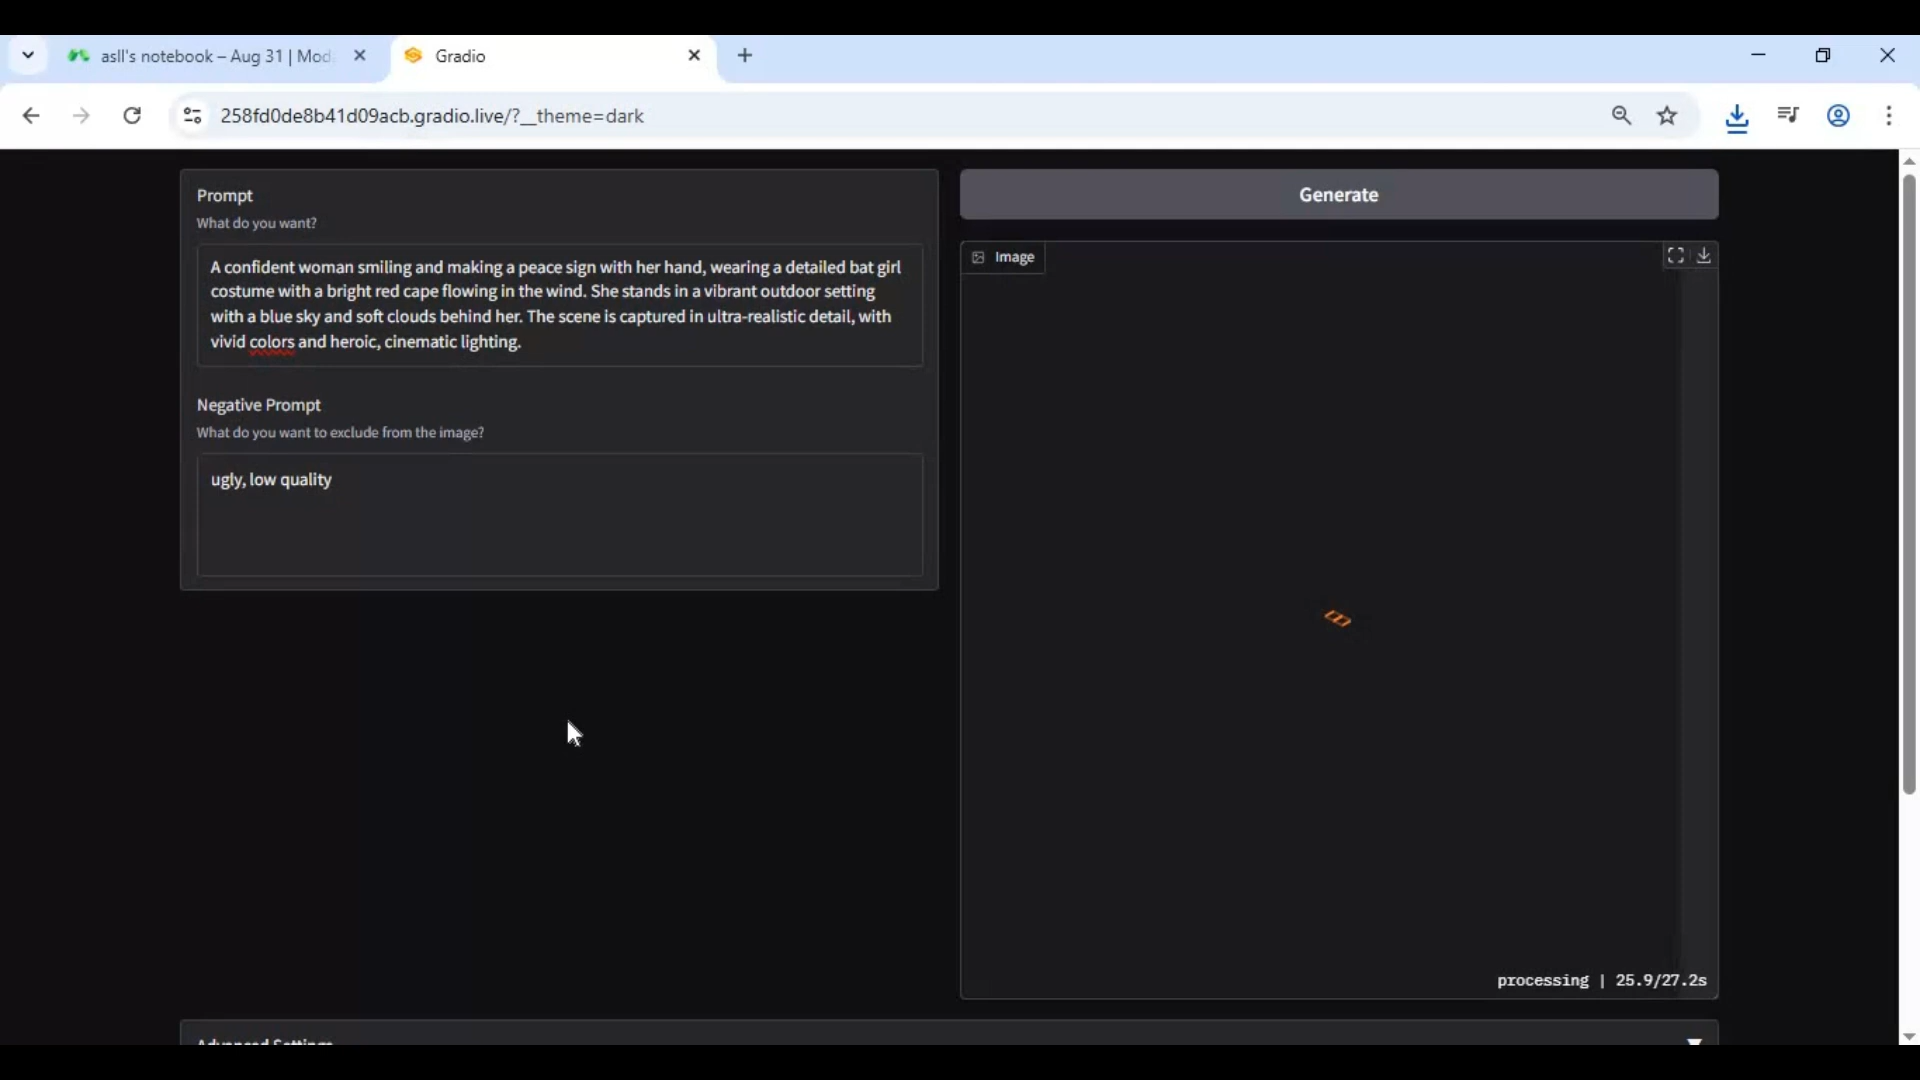 asll's notebook – Aug 31 | Mod
Gradio
258fd0de8b41d09acb.gradio.live/?__theme=dark
Prompt
What do you want?
A confident woman smiling and making a peace sign with her hand, wearing a detailed bat girl
costume with a bright red cape flowing in the wind. She stands in a vibrant outdoor setting
with a blue sky and soft clouds behind her. The scene is captured in ultra-realistic detail, with
vivid colors and heroic, cinematic lighting.
Negative Prompt
What do you want to exclude from the image?
ugly, low quality
Generate
Image
processing | 25.9/27.2s
Advanced Settings